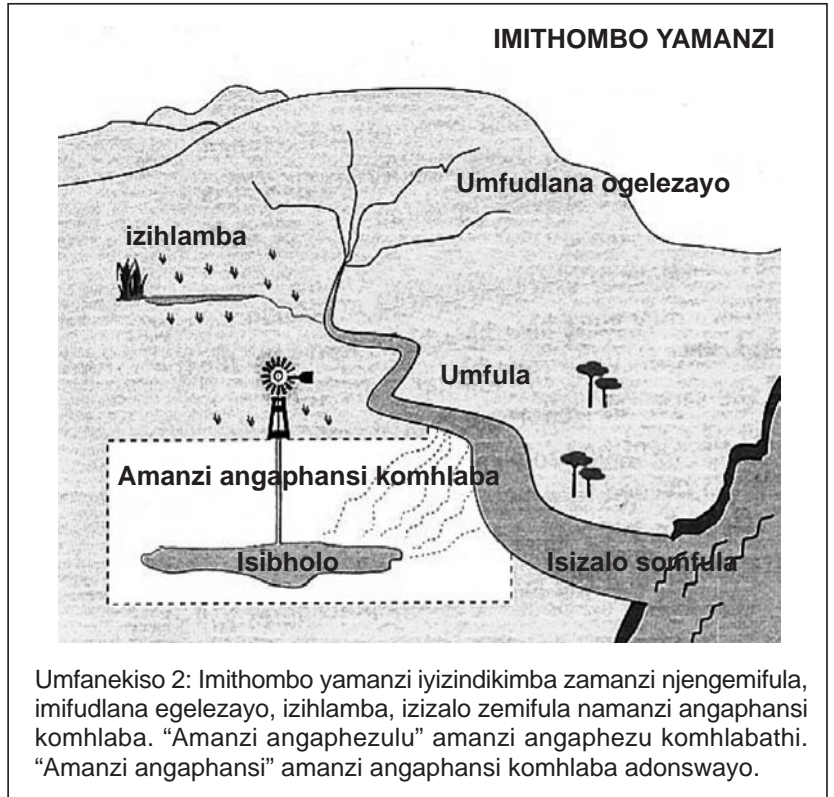 IMITHOMBO YAMANZI
Umfudlana ogelezayo
izihlamba
Umfula
Amanzi angaphansi komhlaba
Isibholo
Isizalo somfula
Umfanekiso 2: Imithombo yamanzi iyizindikimba zamanzi njengemifula,
imifudlana egelezayo, izihlamba, izizalo zemifula namanzi angaphansi
komhlaba. “Amanzi angaphezulu” amanzi angaphezu komhlabathi.
“Amanzi angaphansi” amanzi angaphansi komhlaba adonswayo.